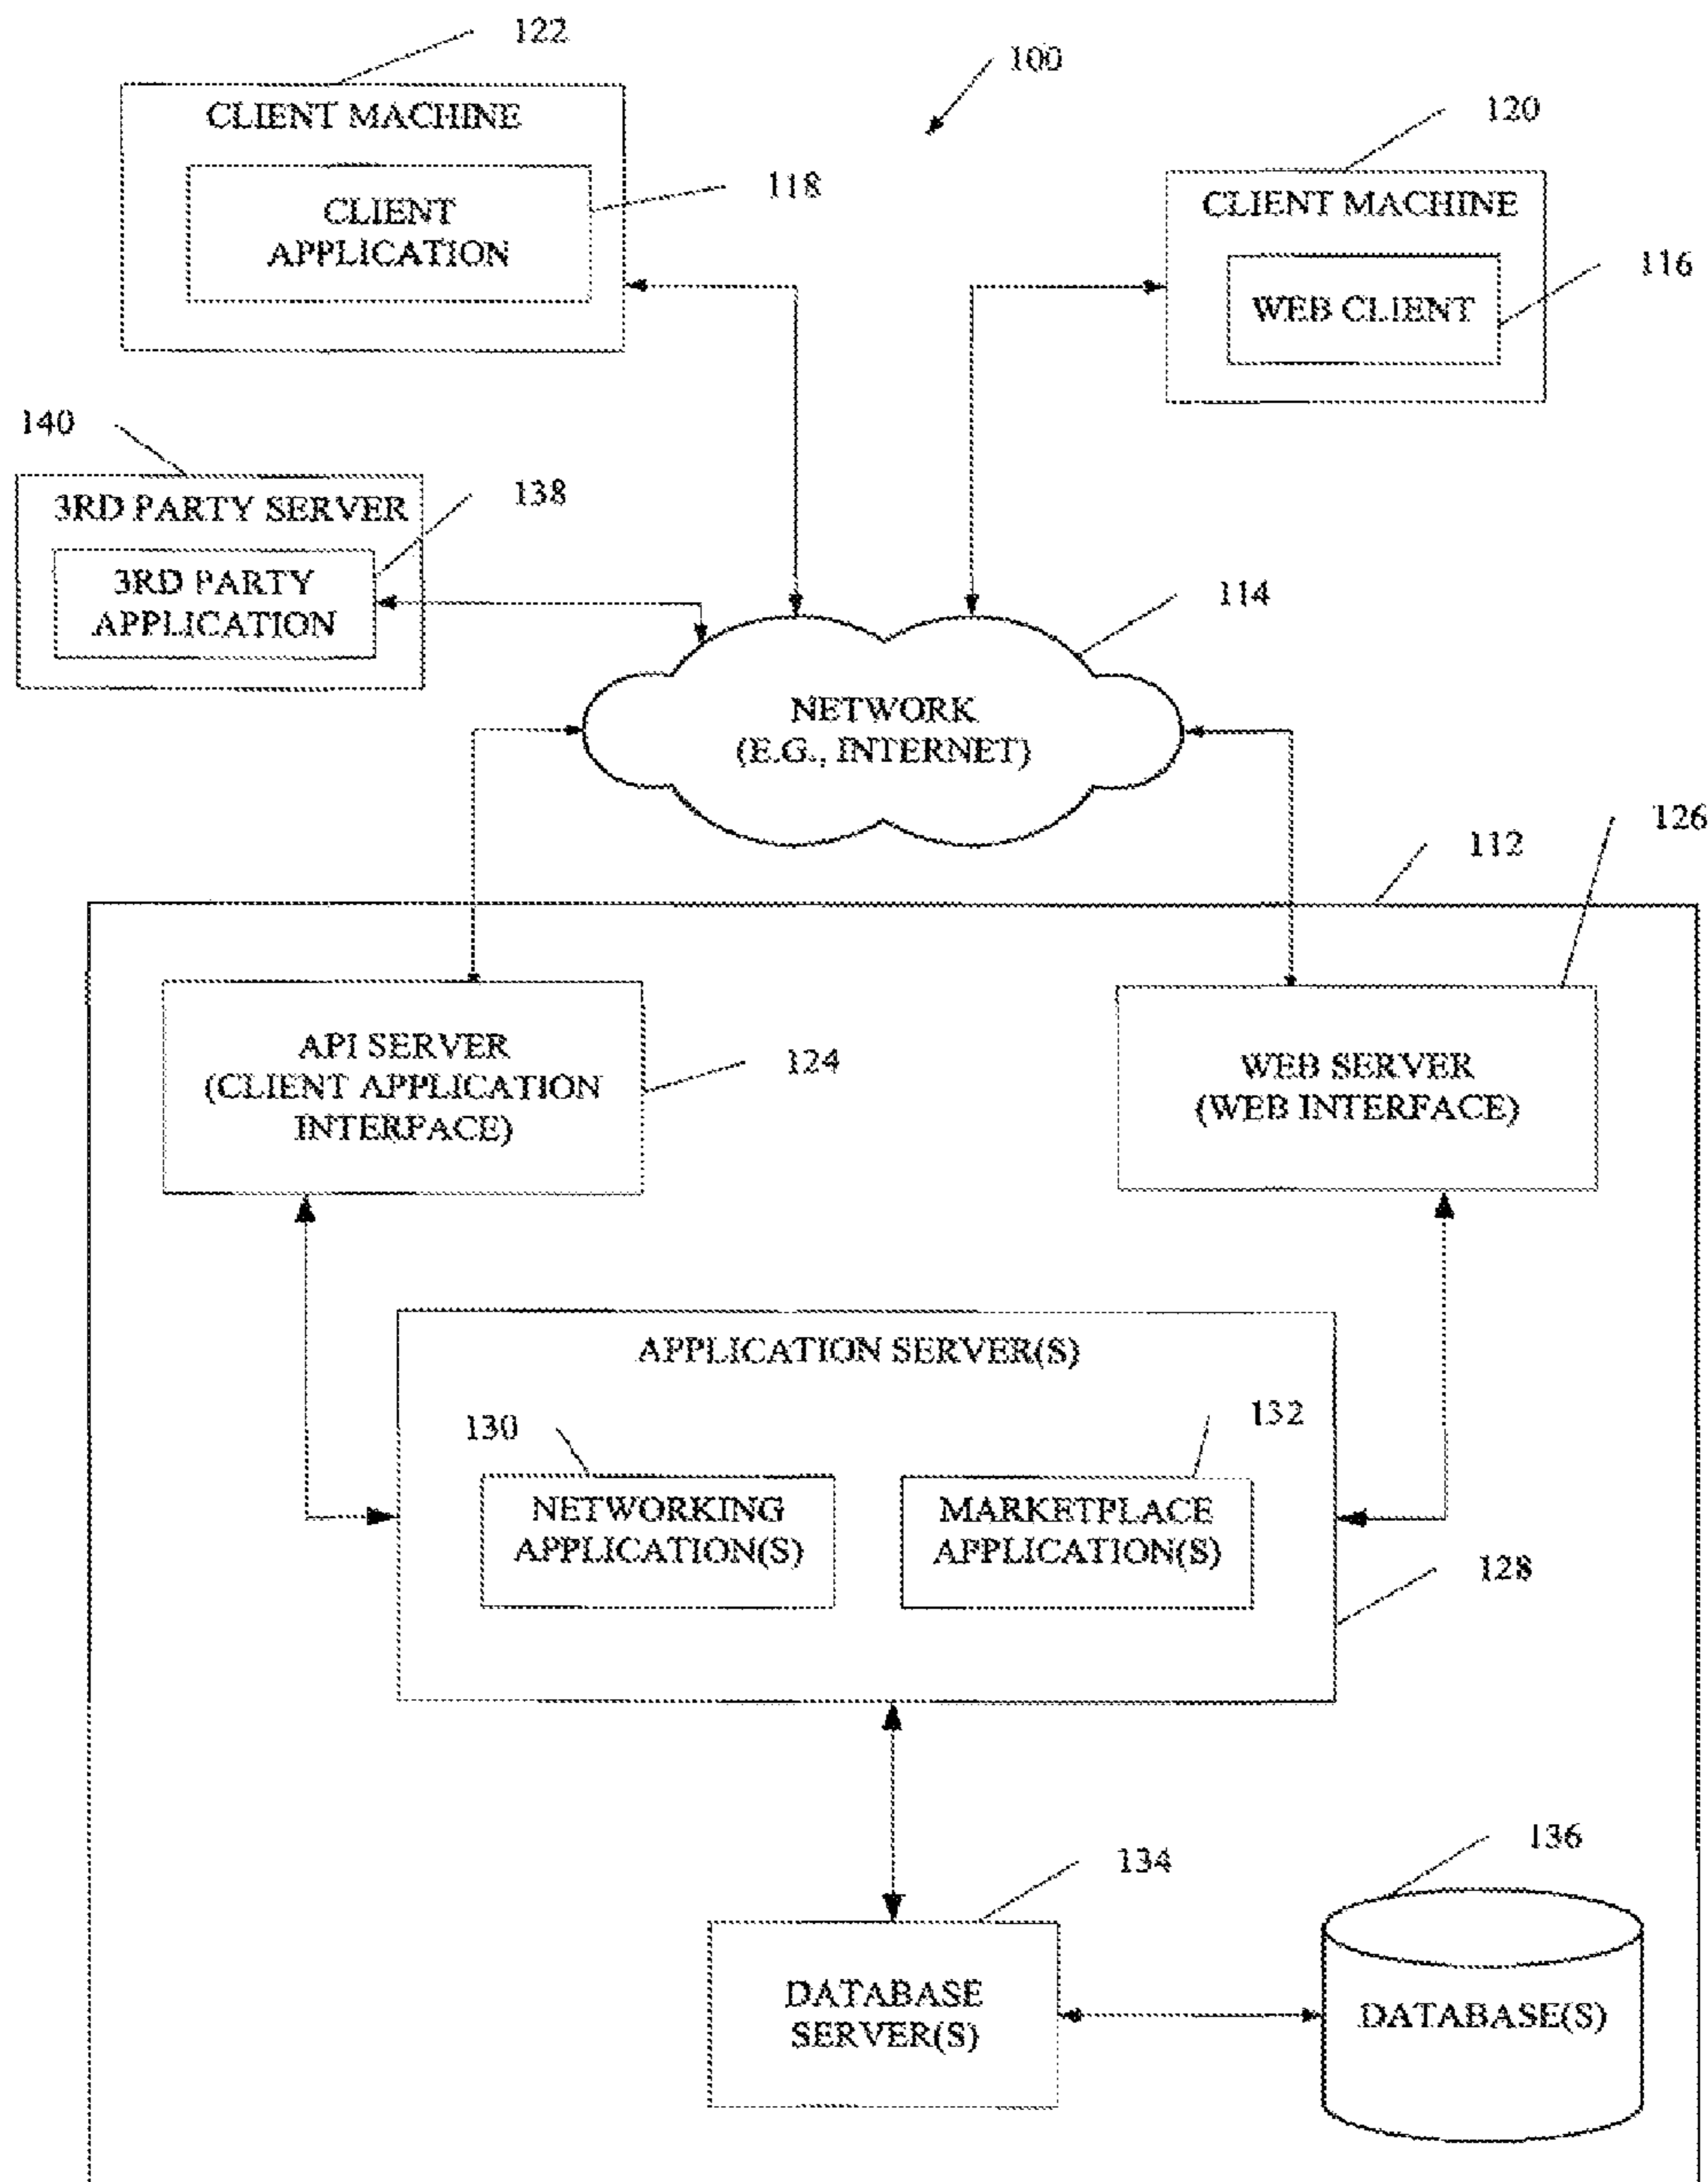 122
100
CLIENT MACHINE
120
118
CLIENT
APPLICATION
CLIENT MACHINE
116
WEB CLIENT
140
138
3RD PARTY SERVER
3RD PARTY
APPLICATION
114
NETWORK
(E.G., INTERNET)
126
112
API SERVER
(CLIENT APPLICATION
INTERFACE)
124
WEB SERVER
(WEB INTERFACE)
APPLICATION SERVER(S)
130
132
NETWORKING
APPLICATION(S)
MARKETPLACE
APPLICATION(S)
128
134
136
DATABASE
SERVER(S)
DATABASE(S)